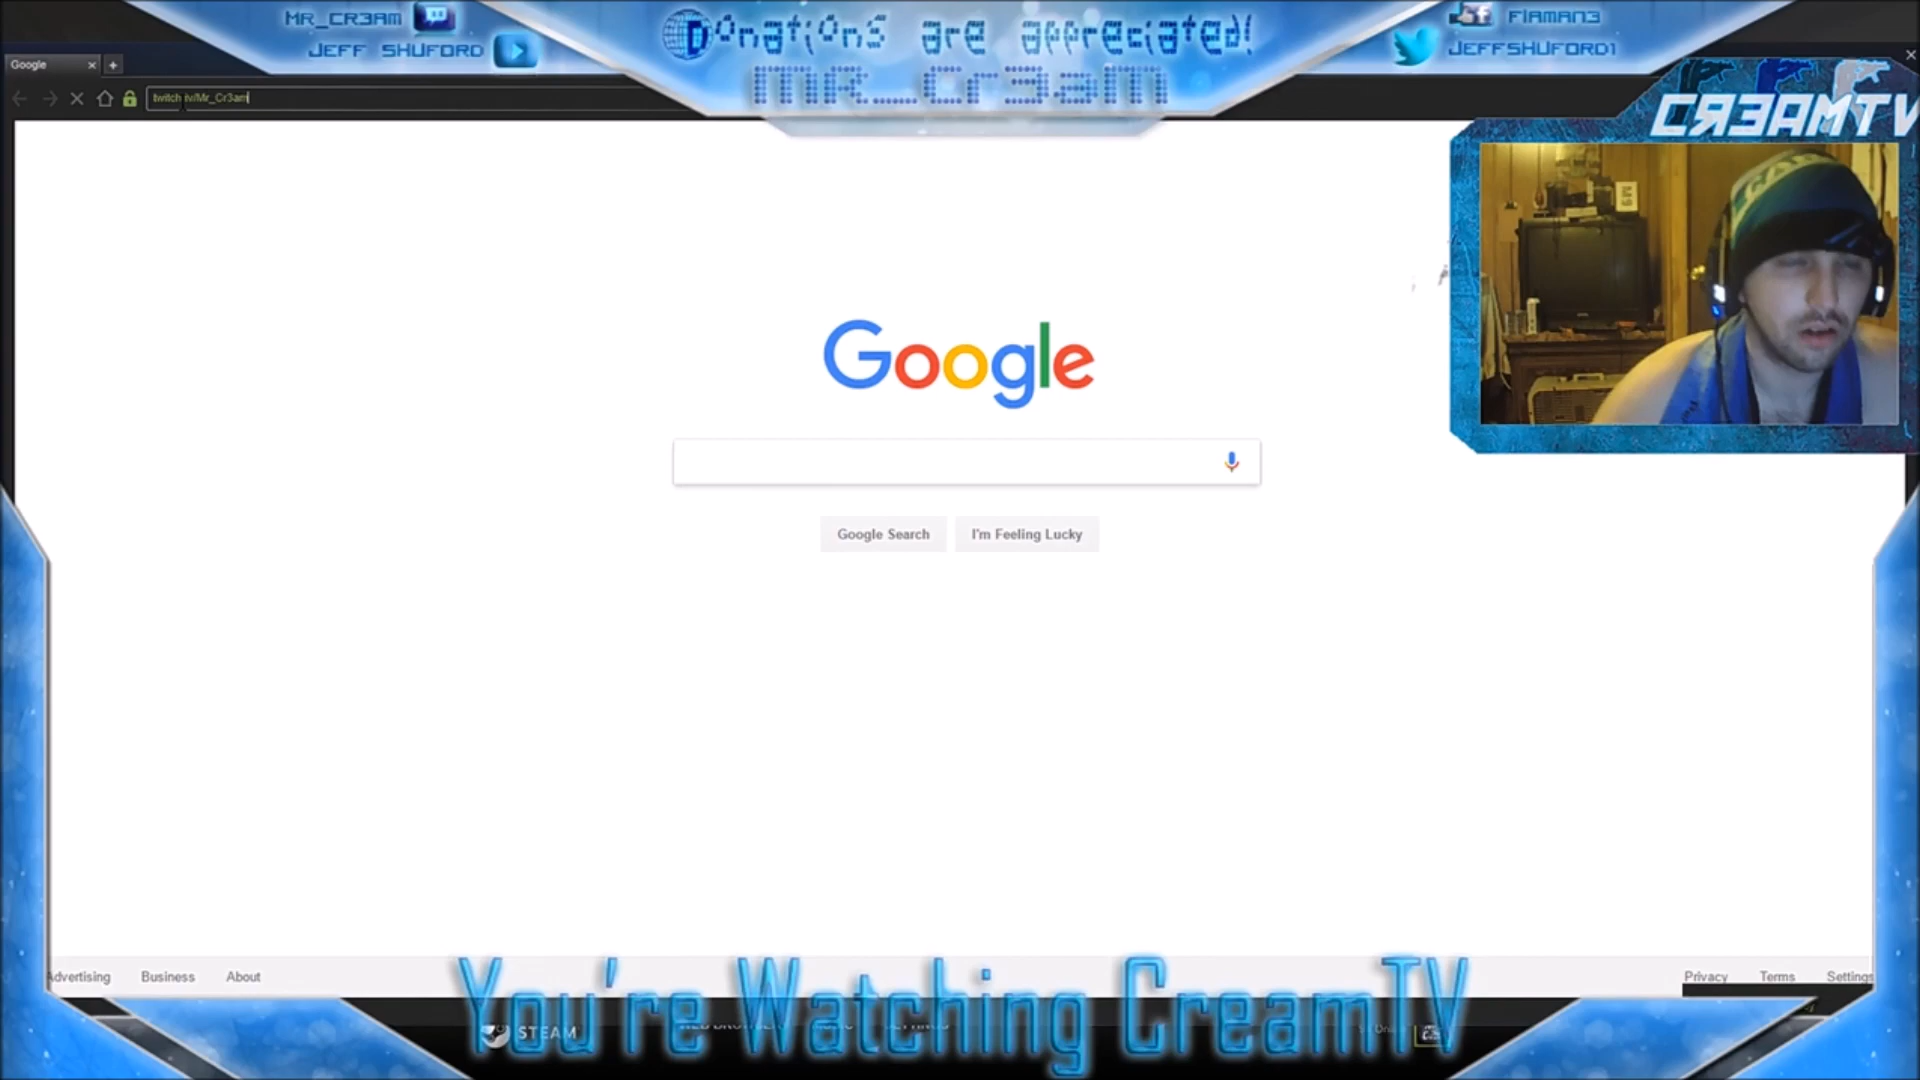 MR_CR3AM
JEFF SHUFORD
Donations are appreciated!
MR_Cr3aM
FIAMAN3
JEFFSHUFORD1
Google
twitch.tv/Mr_Cr3am
CR3AMTV
Google
Google Search
I'm Feeling Lucky
Advertising
Business
About
Privacy
Terms
Settings
You're Watching CreamTV
STEAM